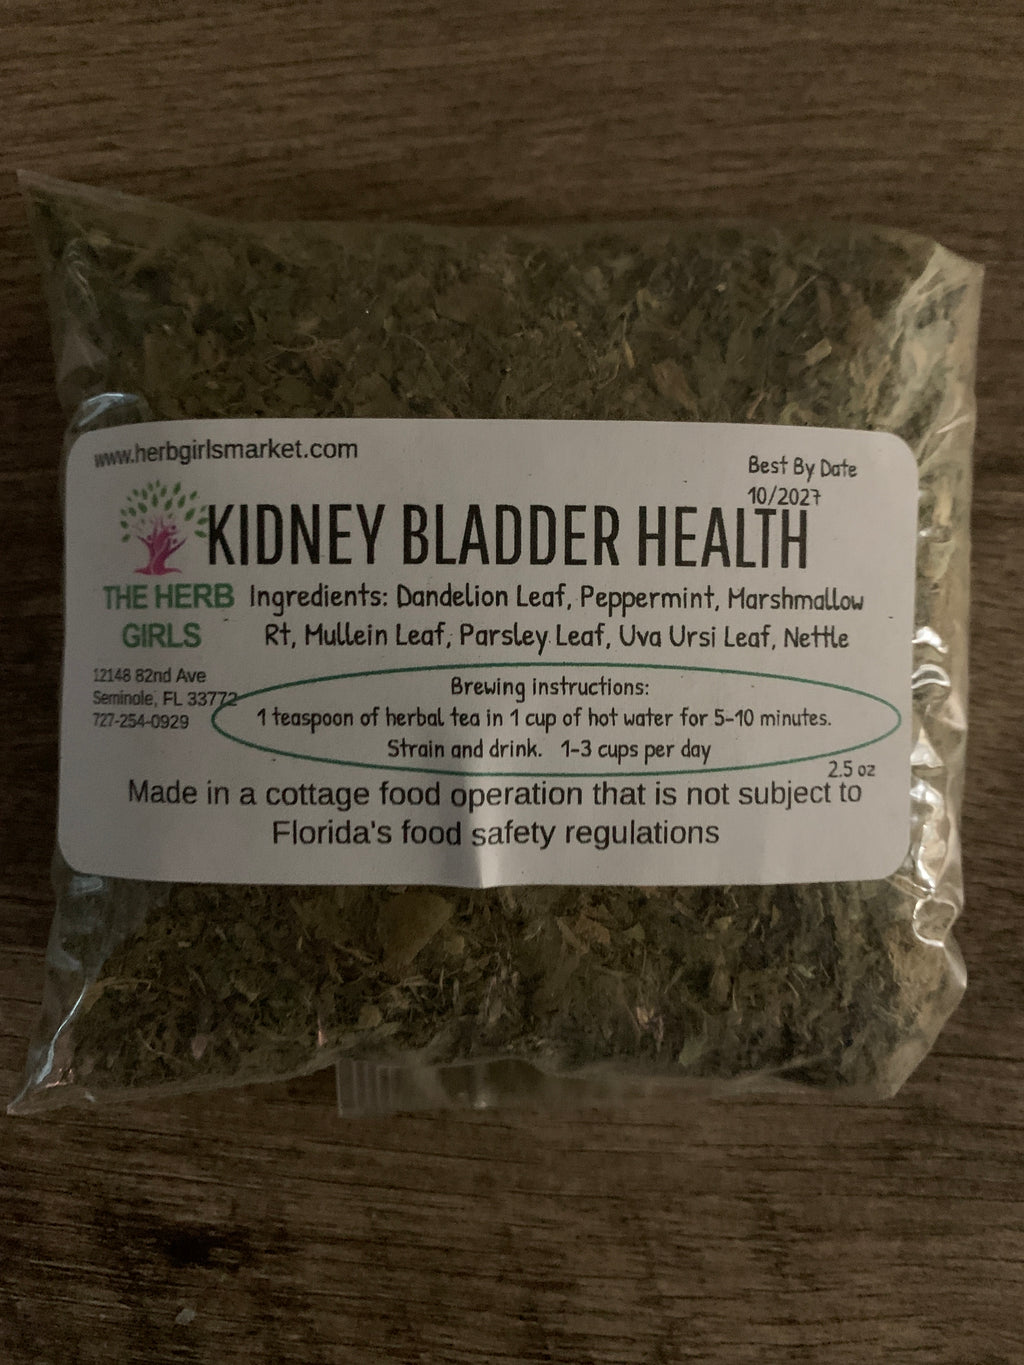 www.herbgirlsmarket.com
Best By Date
10/2027
KIDNEY BLADDER HEALTH
THE HERB
GIRLS
Ingredients: Dandelion Leaf, Peppermint, Marshmallow
Rt, Mullein Leaf, Parsley Leaf, Uva Ursi Leaf, Nettle
12148 82nd Ave
Seminole, FL 33772
727-254-0929
Brewing instructions:
1 teaspoon of herbal tea in 1 cup of hot water for 5-10 minutes.
Strain and drink. 1-3 cups per day
2.5 oz
Made in a cottage food operation that is not subject to
Florida's food safety regulations